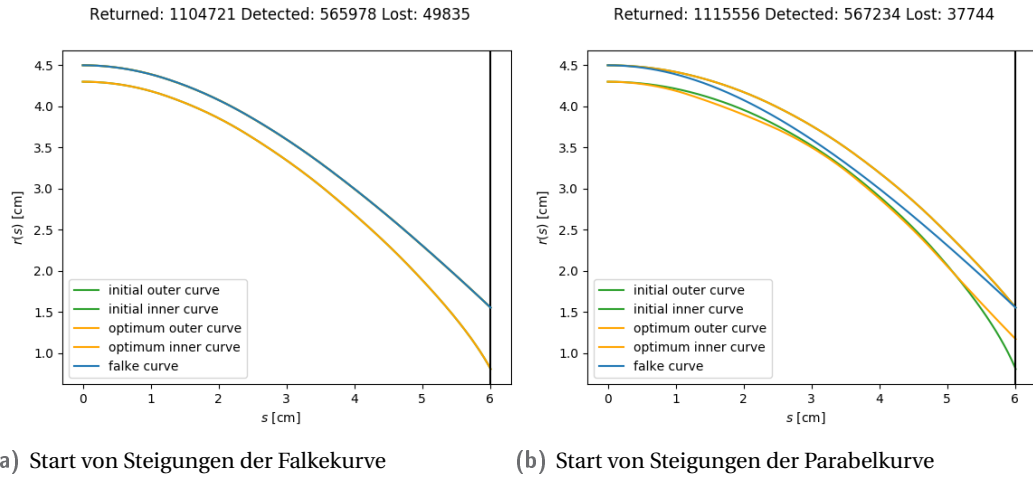 Returned: 1104721 Detected: 565978 Lost: 49835
4.5
4.0
3.5
3.0
2.5
2.0
1.5
1.0
r(s) [cm]
initial outer curve
initial inner curve
optimum outer curve
optimum inner curve
falke curve
0 1 2 3 4 5 6
s [cm]
a) Start von Steigungen der Falkekurve
Returned: 1115556 Detected: 567234 Lost: 37744
4.5
4.0
3.5
3.0
2.5
2.0
1.5
1.0
r(s) [cm]
initial outer curve
initial inner curve
optimum outer curve
optimum inner curve
falke curve
0 1 2 3 4 5 6
s [cm]
(b) Start von Steigungen der Parabelkurve